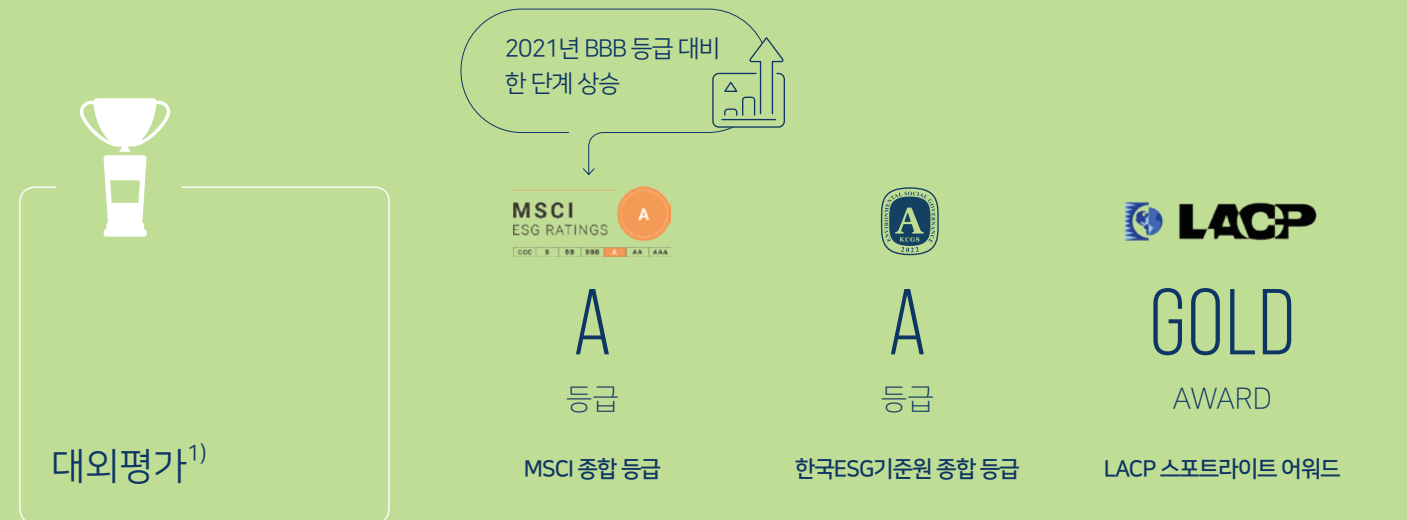 2021년 BBB 등급 대비
한 단계 상승
MSCI
ESG RATINGS
A
CCC B BB BBB A AA AAA
ENVIRONMENTAL SOCIAL GOVERNANCE
A
KCGS
2022
LACP
A
A
GOLD
등급
등급
AWARD
대외평가1)
MSCI 종합 등급
한국ESG기준원 종합 등급
LACP 스포트라이트 어워드